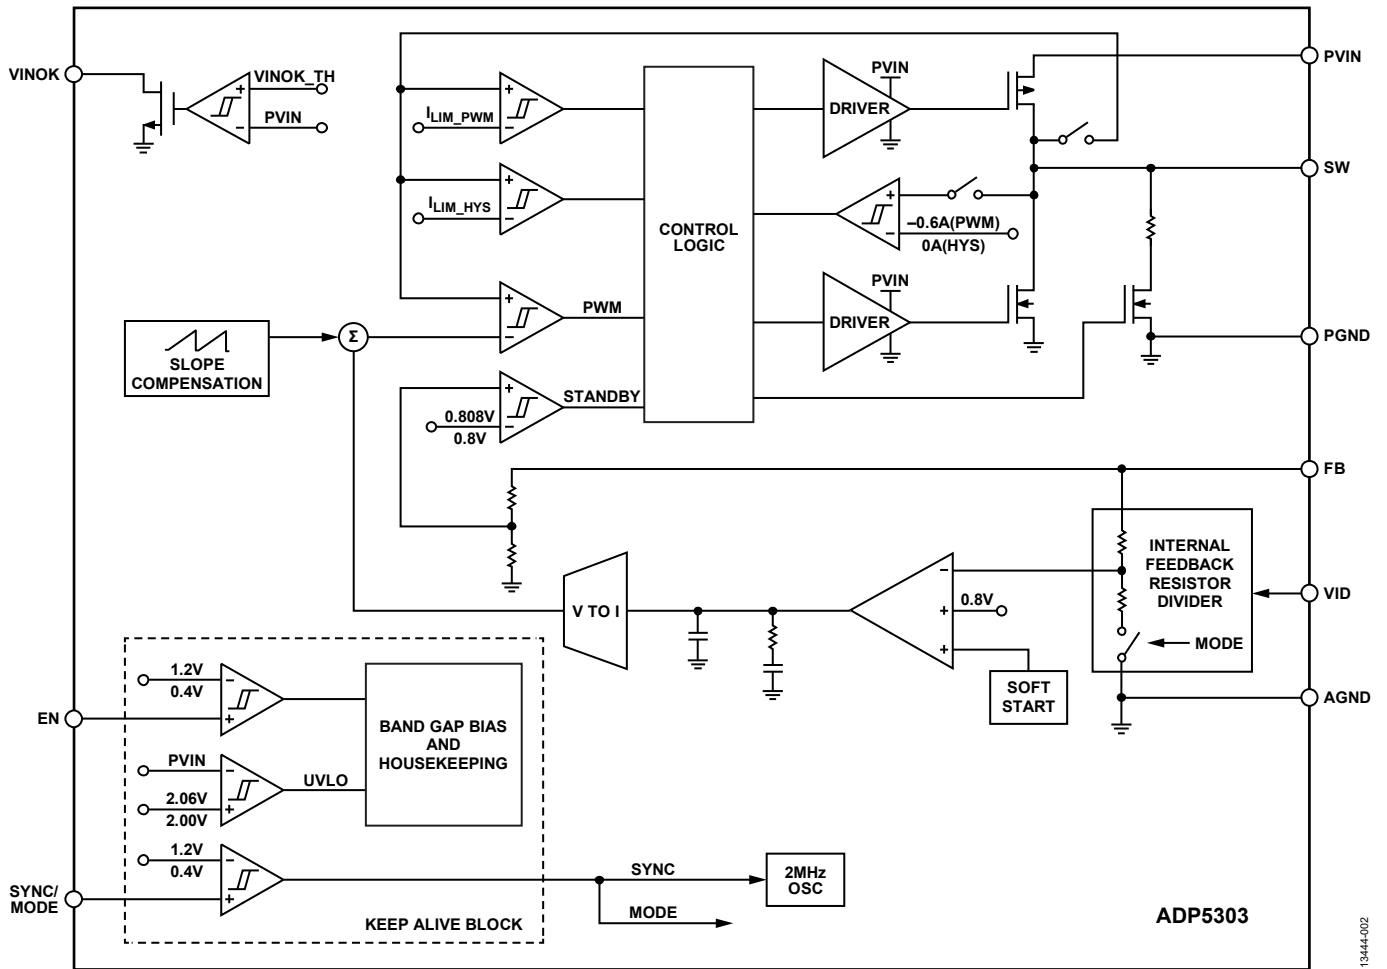 VINOK
VINOK_TH
+
PVIN
−
ILIM_PWM
+
−
ILIM_HYS
+
−
+
−
PWM
SLOPE
COMPENSATION
Σ
+
−
0.808V
0.8V
STANDBY
CONTROL
LOGIC
PVIN
DRIVER
+
−
−0.6A(PWM)
0A(HYS)
PVIN
DRIVER
PVIN
SW
PGND
FB
INTERNAL
FEEDBACK
RESISTOR
DIVIDER
MODE
VID
AGND
−
+
0.8V
+
SOFT
START
V TO I
1.2V
0.4V
−
+
EN
PVIN
−
2.06V
2.00V
+
UVLO
BAND GAP BIAS
AND
HOUSEKEEPING
1.2V
0.4V
−
+
SYNC/
MODE
KEEP ALIVE BLOCK
SYNC
MODE
2MHz
OSC
ADP5303
13444-002